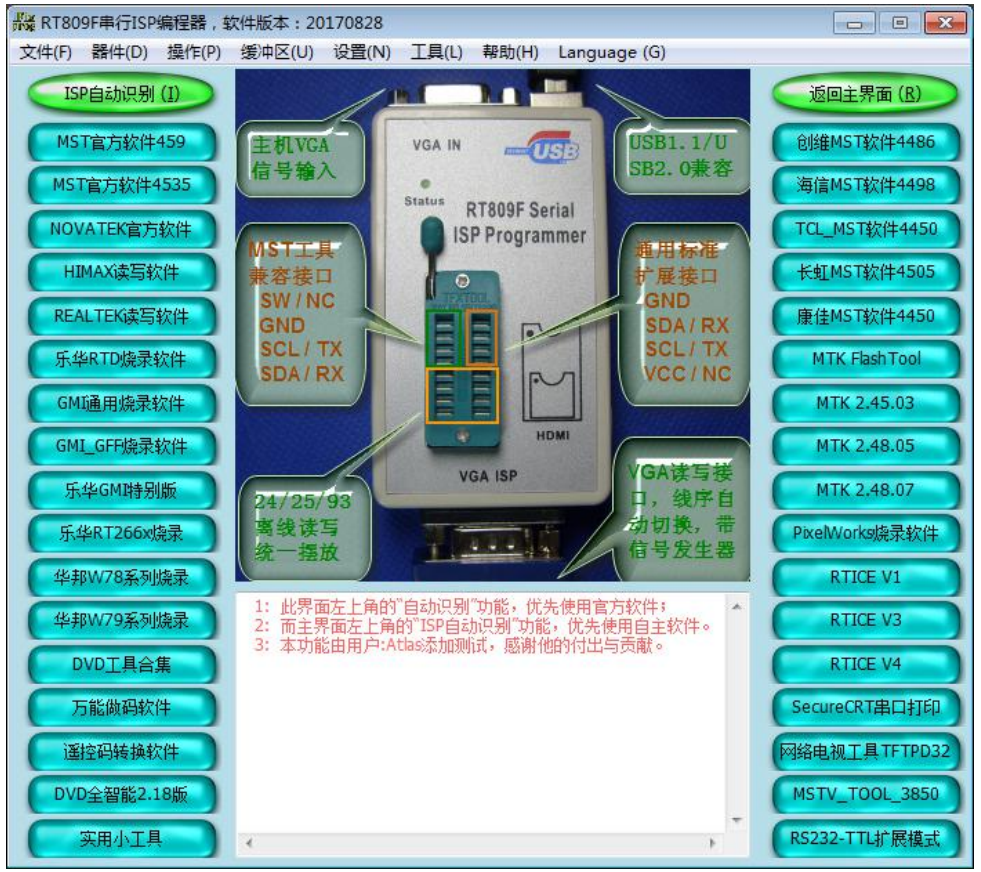 RT809F串行ISP编程器，软件版本：20170828
文件(F) 器件(D) 操作(P) 缓冲区(U) 设置(N) 工具(L) 帮助(H) Language (G)
ISP自动识别 (I)
MST官方软件459
MST官方软件4535
NOVATEK官方软件
HIMAX读写软件
REALTEK读写软件
乐华RTD烧录软件
GMI通用烧录软件
GMI_GFF烧录软件
乐华GMI特别版
乐华RT266x烧录
华邦W78系列烧录
华邦W79系列烧录
DVD工具合集
万能做码软件
遥控码转换软件
DVD全智能2.18版
实用小工具
主机VGA
信号输入
VGA IN
USB
USB1.1/U
SB2.0兼容
Status
RT809F Serial
ISP Programmer
MST工具
兼容接口
SW / NC
GND
SCL / TX
SDA / RX
通用标准
扩展接口
GND
SDA / RX
SCL / TX
VCC / NC
HDMI
VGA ISP
24/25/93
离线读写
统一摆放
VGA读写接
口，线序自
动切换，带
信号发生器
1: 此界面左上角的"自动识别"功能，优先使用官方软件；
2: 而主界面左上角的"ISP自动识别"功能，优先使用自主软件。
3: 本功能由用户:Atlas添加测试，感谢他的付出与贡献。
返回主界面 (R)
创维MST软件4486
海信MST软件4498
TCL_MST软件4450
长虹MST软件4505
康佳MST软件4450
MTK FlashTool
MTK 2.45.03
MTK 2.48.05
MTK 2.48.07
PixelWorks烧录软件
RTICE V1
RTICE V3
RTICE V4
SecureCRT串口打印
网络电视工具TFTPD32
MSTV_TOOL_3850
RS232-TTL扩展模式